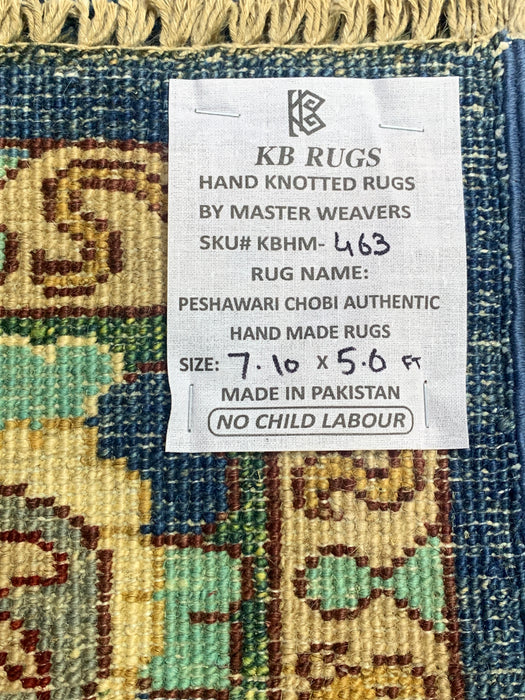 KB RUGS
HAND KNOTTED RUGS
BY MASTER WEAVERS
SKU# KBHM- 463
RUG NAME:
PESHAWARI CHOBI AUTHENTIC
HAND MADE RUGS
SIZE: 7.10 X 5.0 FT
MADE IN PAKISTAN
NO CHILD LABOUR